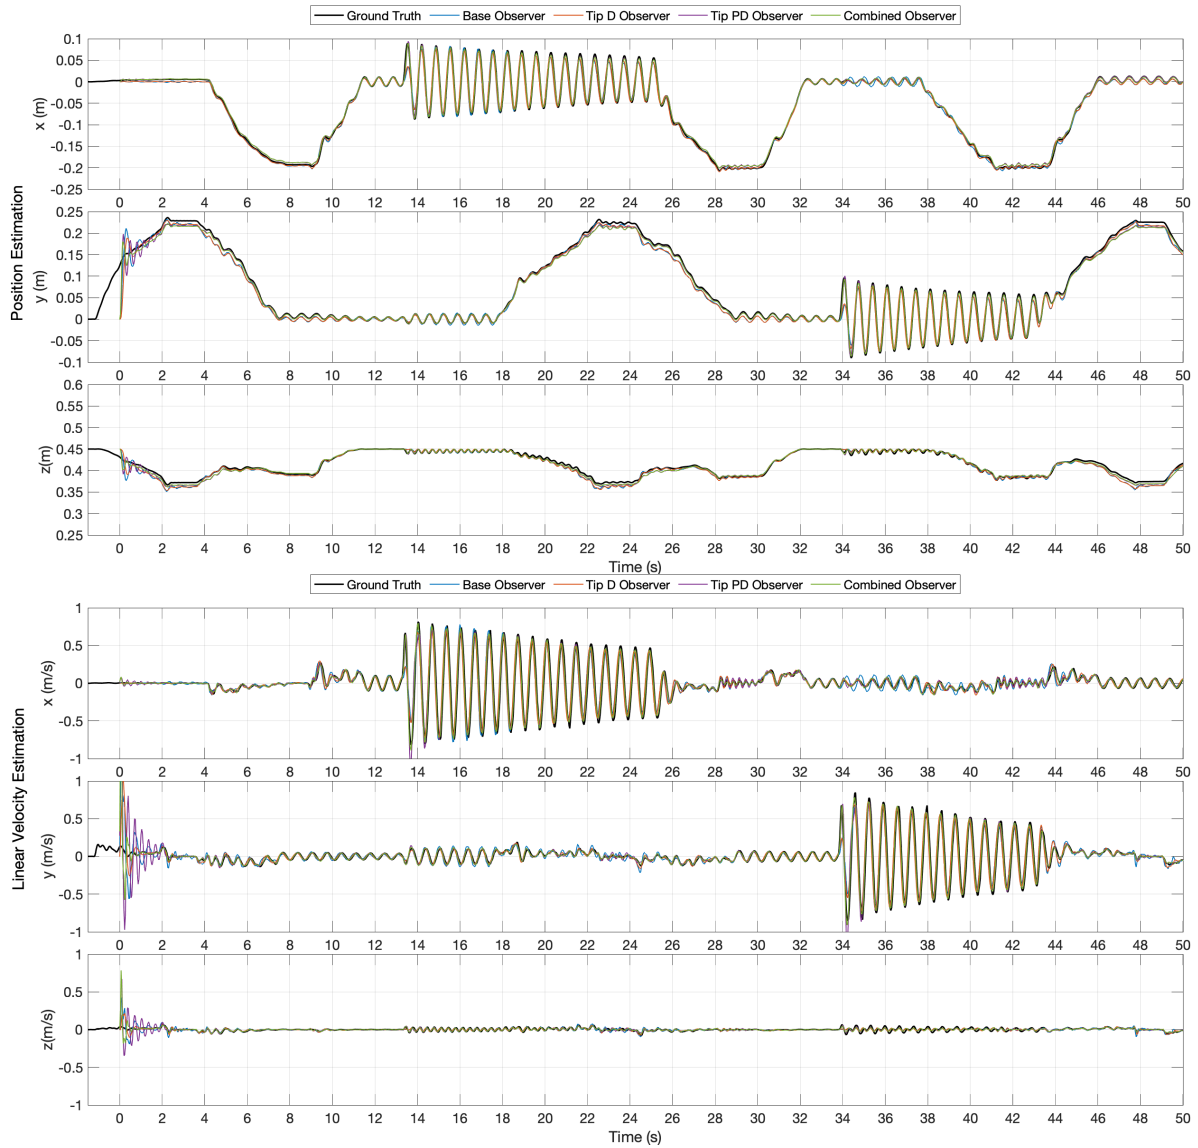 Ground Truth Base Observer Tip D Observer Tip PD Observer Combined Observer
Position Estimation
x (m)
0.1
0.05
0
-0.05
-0.1
-0.15
-0.2
-0.25
0 2 4 6 8 10 12 14 16 18 20 22 24 26 28 30 32 34 36 38 40 42 44 46 48 50
y (m)
0.25
0.2
0.15
0.1
0.05
0
-0.05
-0.1
0 2 4 6 8 10 12 14 16 18 20 22 24 26 28 30 32 34 36 38 40 42 44 46 48 50
z(m)
0.6
0.55
0.5
0.45
0.4
0.35
0.3
0.25
0 2 4 6 8 10 12 14 16 18 20 22 24 26 28 30 32 34 36 38 40 42 44 46 48 50
Time (s)
Ground Truth Base Observer Tip D Observer Tip PD Observer Combined Observer
Linear Velocity Estimation
x (m/s)
1
0.5
0
-0.5
-1
0 2 4 6 8 10 12 14 16 18 20 22 24 26 28 30 32 34 36 38 40 42 44 46 48 50
y (m/s)
1
0.5
0
-0.5
-1
0 2 4 6 8 10 12 14 16 18 20 22 24 26 28 30 32 34 36 38 40 42 44 46 48 50
z(m/s)
1
0.5
0
-0.5
-1
0 2 4 6 8 10 12 14 16 18 20 22 24 26 28 30 32 34 36 38 40 42 44 46 48 50
Time (s)